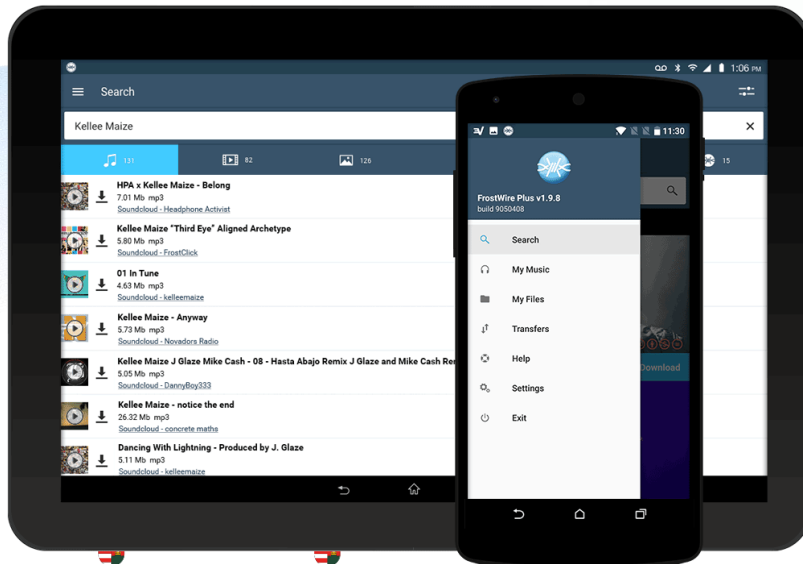 1:06 PM
Search
Kellee Maize
131
82
126
15
HPA x Kellee Maize - Belong
7.01 Mb mp3
Soundcloud - Headphone Activist
Kellee Maize "Third Eye" Aligned Archetype
5.80 Mb mp3
Soundcloud - FrostClick
01 In Tune
4.63 Mb mp3
Soundcloud - kelleemaize
Kellee Maize - Anyway
5.73 Mb mp3
Soundcloud - Novadors Radio
Kellee Maize J Glaze Mike Cash - 08 - Hasta Abajo Remix J Glaze and Mike Cash Re
5.05 Mb mp3
Soundcloud - DannyBoy333
Kellee Maize - notice the end
26.32 Mb mp3
Soundcloud - concrete maths
Dancing With Lightning - Produced by J. Glaze
5.11 Mb mp3
Soundcloud - kelleemaize
11:30
FrostWire Plus v1.9.8
build 9050408
Search
My Music
My Files
Transfers
Help
Settings
Exit
Download